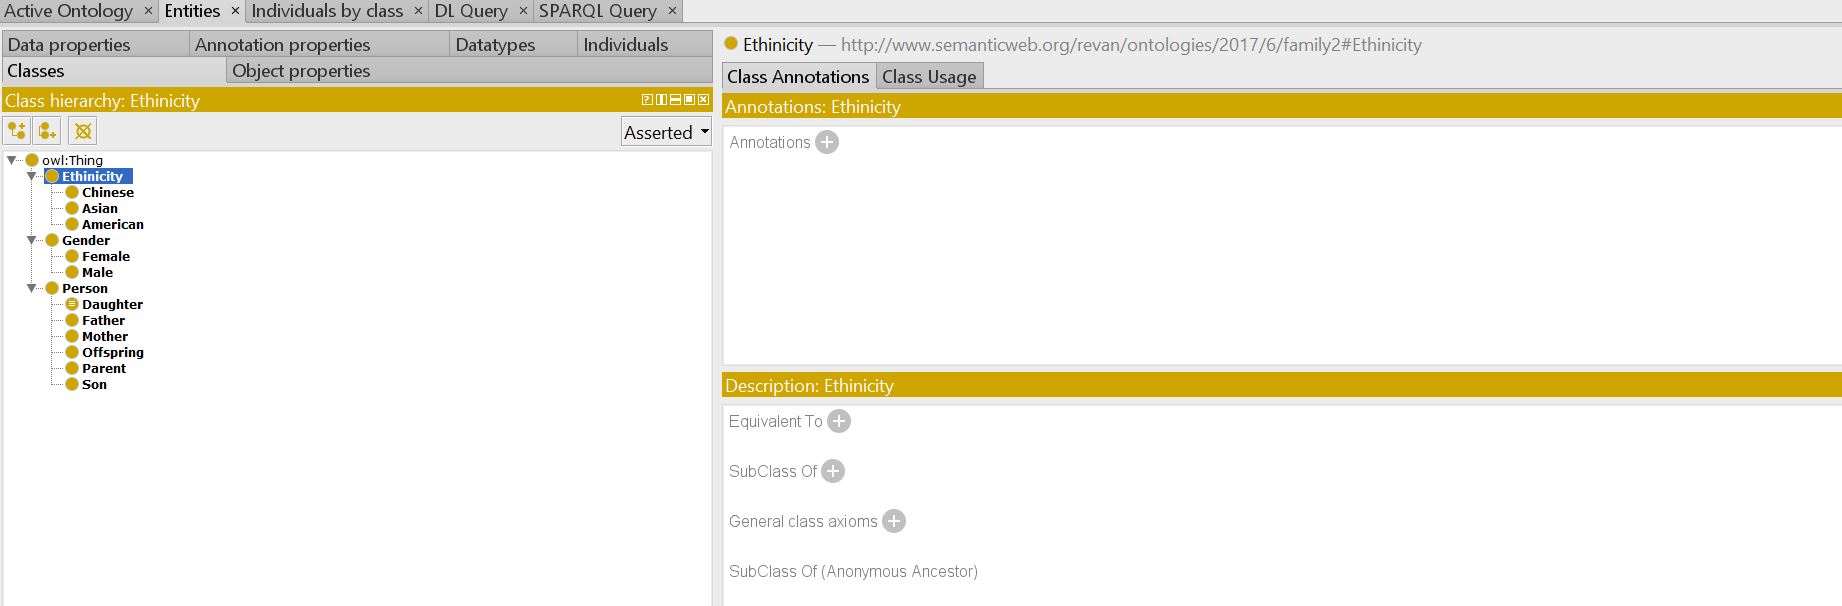 Active Ontology × Entities × Individuals by class × DL Query × SPARQL Query ×
Data properties Annotation properties Datatypes Individuals
Classes Object properties
Class hierarchy: Ethinicity
Asserted
owl:Thing
Ethinicity
Chinese
Asian
American
Gender
Female
Male
Person
Daughter
Father
Mother
Offspring
Parent
Son
Ethinicity — http://www.semanticweb.org/revan/ontologies/2017/6/family2#Ethinicity
Class Annotations Class Usage
Annotations: Ethinicity
Annotations
Description: Ethinicity
Equivalent To
SubClass Of
General class axioms
SubClass Of (Anonymous Ancestor)